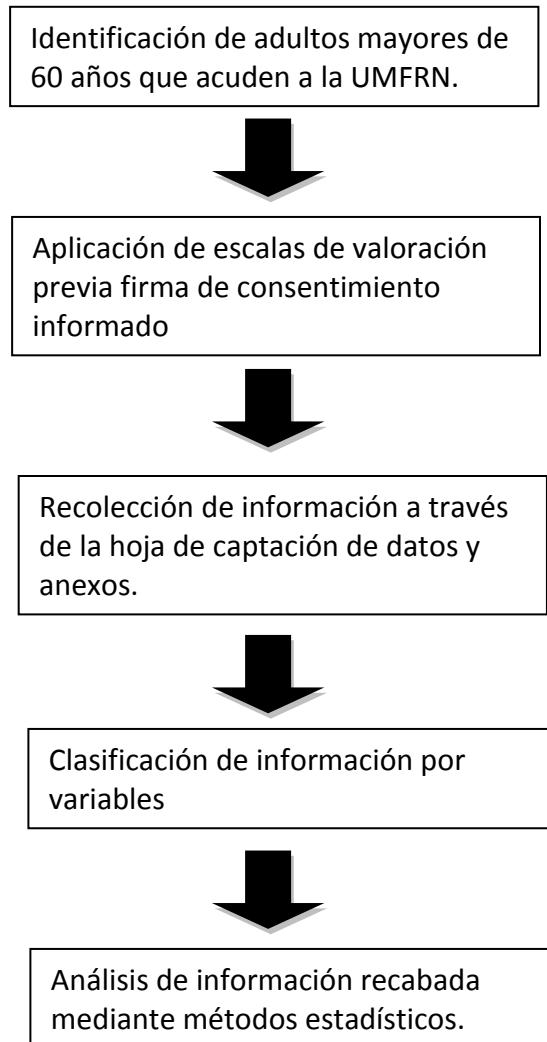 Identificación de adultos mayores de
60 años que acuden a la UMFRN.
Aplicación de escalas de valoración
previa firma de consentimiento
informado
Recolección de información a través
de la hoja de captación de datos y
anexos.
Clasificación de información por
variables
Análisis de información recabada
mediante métodos estadísticos.